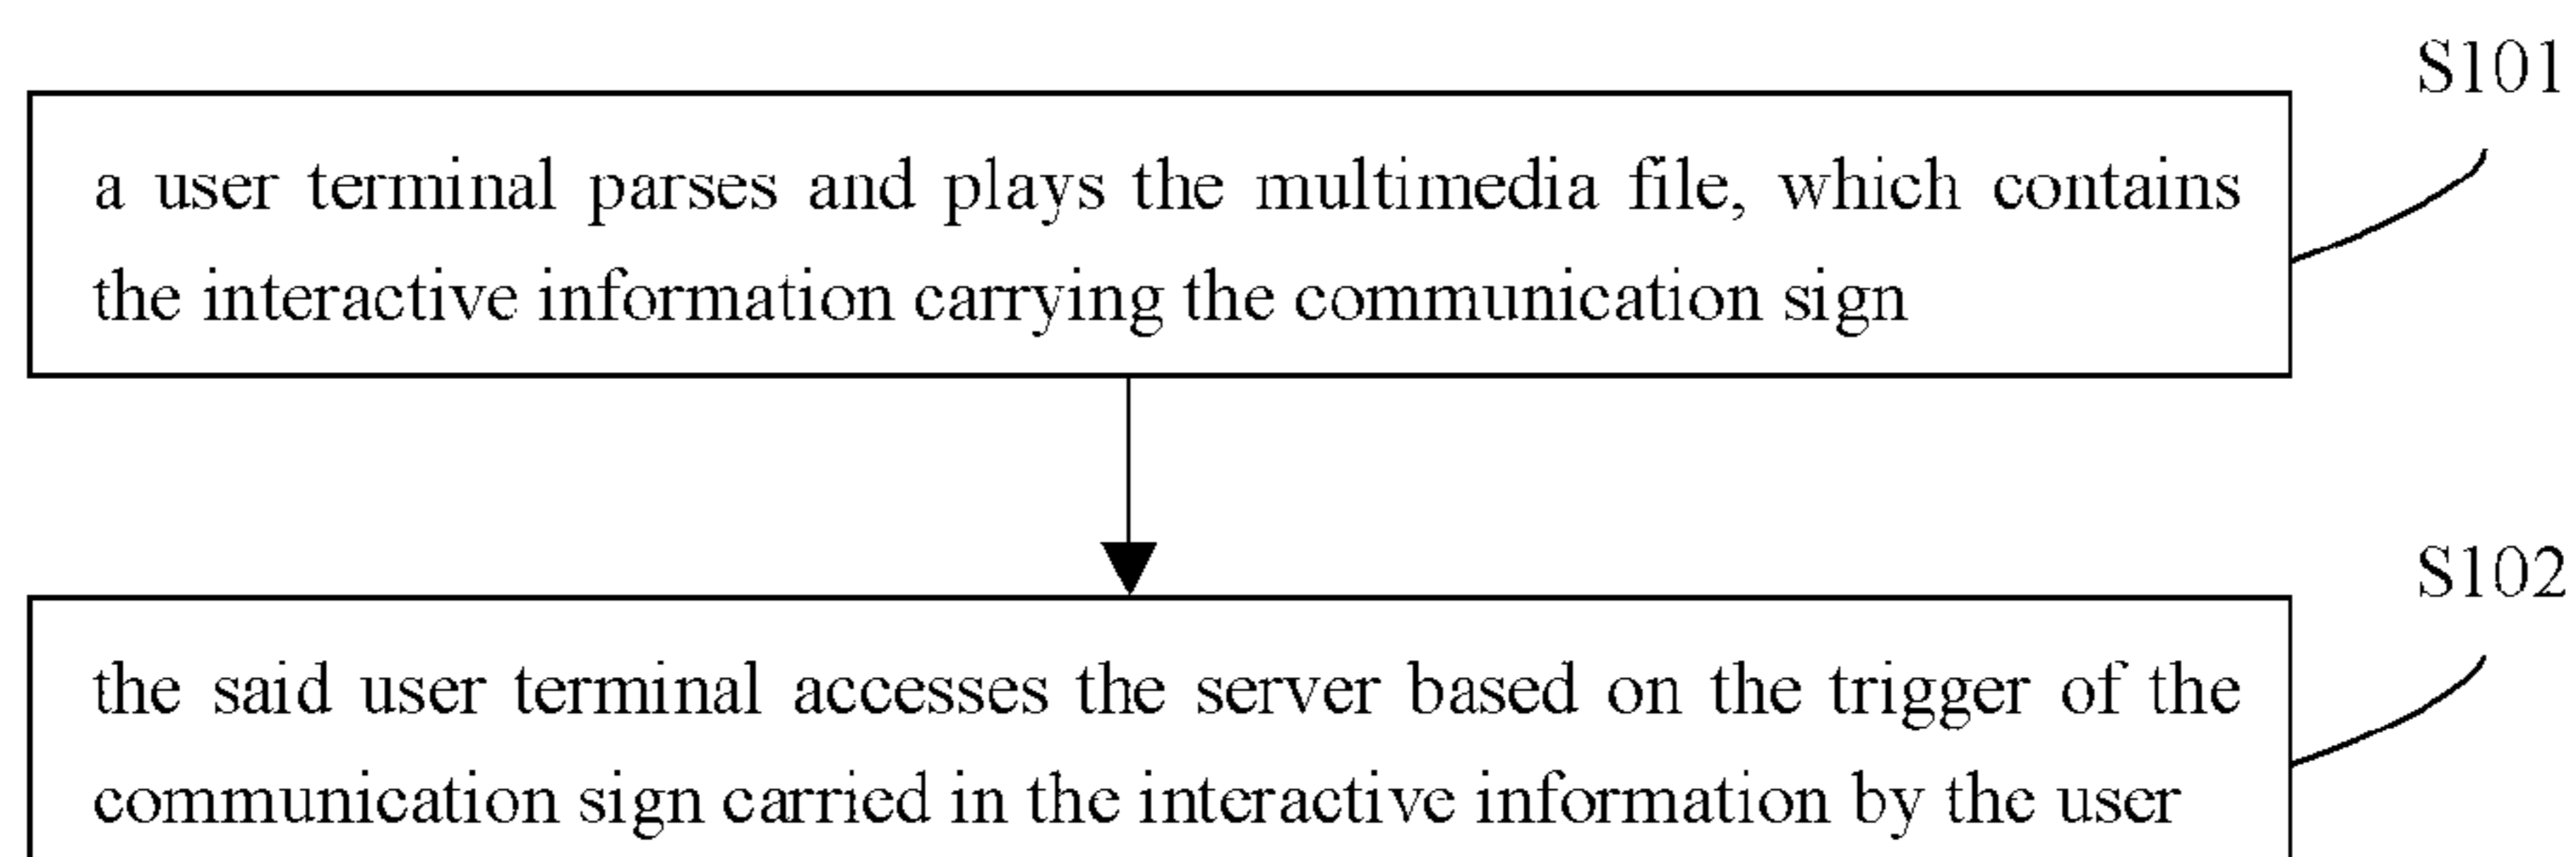 S101
a user terminal parses and plays the multimedia file, which contains
the interactive information carrying the communication sign
S102
the said user terminal accesses the server based on the trigger of the
communication sign carried in the interactive information by the user